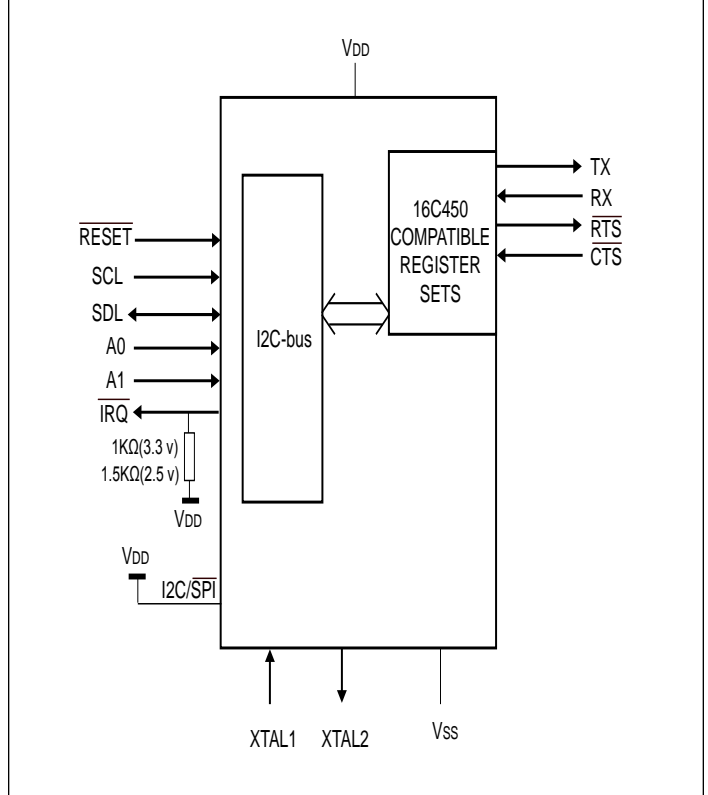 VDD
16C450
COMPATIBLE
REGISTER
SETS
TX
RX
RTS
CTS
RESET
SCL
SDL
A0
A1
IRQ
I2C-bus
1KΩ(3.3 v)
1.5KΩ(2.5 v)
VDD
VDD
I2C/SPI
XTAL1
XTAL2
VSS